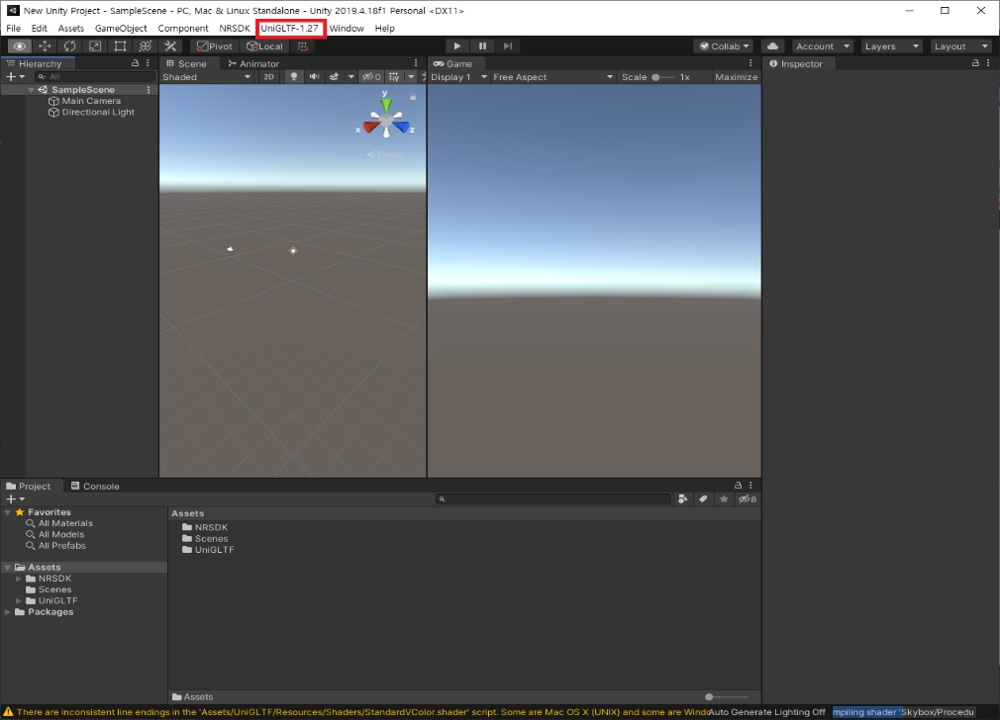 New Unity Project - SampleScene - PC, Mac & Linux Standalone - Unity 2019.4.18f1 Personal <DX11>
File Edit Assets GameObject Component NRSDK UniGLTF-1.27 Window Help
Pivot Local Collab Account Layers Layout
Hierarchy
All
SampleScene
Main Camera
Directional Light
Scene Animator
Shaded 2D 0
y
x z
Persp
Game
Display 1 Free Aspect Scale 1x Maximize
Inspector
Project Console
8
Favorites
All Materials
All Models
All Prefabs
Assets
NRSDK
Scenes
UniGLTF
Packages
Assets
NRSDK
Scenes
UniGLTF
Assets
There are inconsistent line endings in the 'Assets/UniGLTF/Resources/Shaders/StandardVColor.shader' script. Some are Mac OS X (UNIX) and some are Windo Auto Generate Lighting Off mpiling shader 'Skybox/Procedu